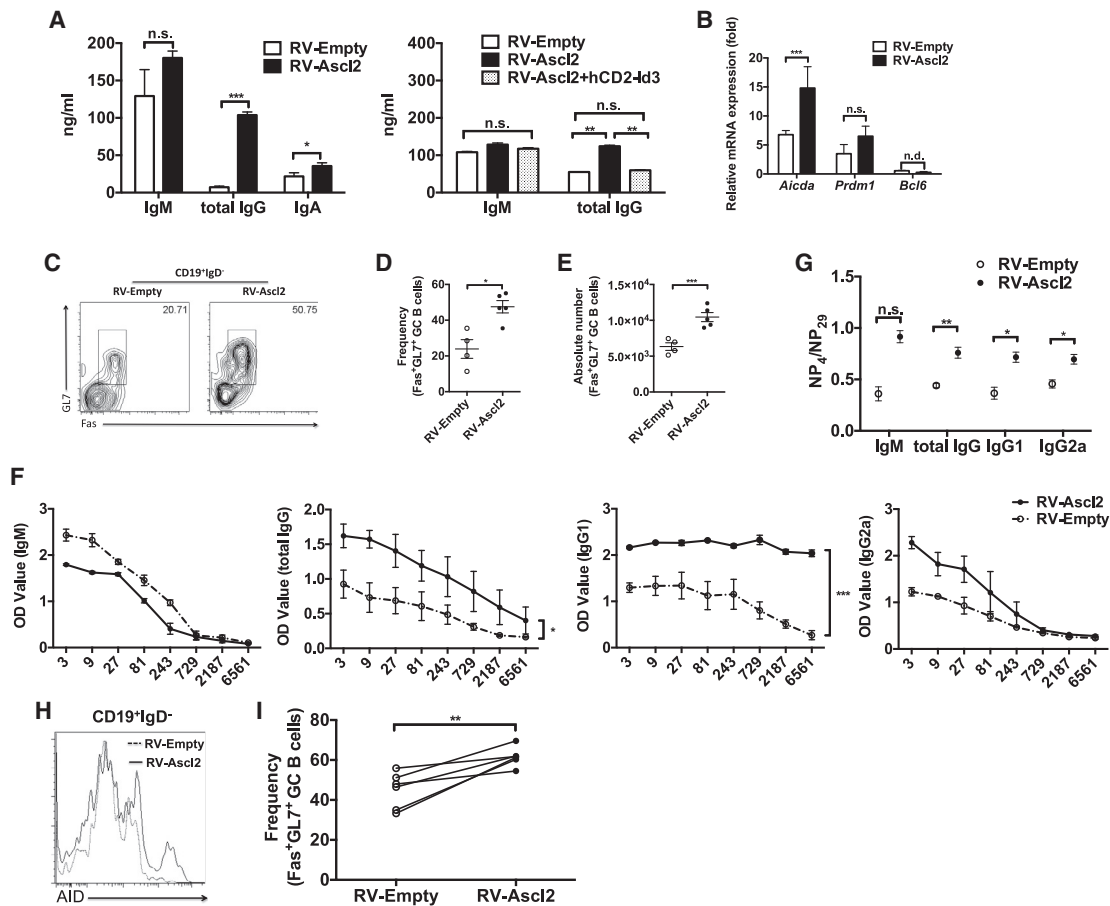 A
n.s.
200
150
100
50
0
ng/ml
***
*
IgM
total IgG
IgA
RV-Empty
RV-Ascl2
400
300
200
100
0
ng/ml
n.s.
n.s.
**
**
IgM
total IgG
RV-Empty
RV-Ascl2
RV-Ascl2+hCD2-Id3
B
Relative mRNA expression (fold)
20
15
10
5
0
***
n.s.
n.d.
Aicda
Prdm1
Bcl6
RV-Empty
RV-Ascl2
C
CD19+IgD-
RV-Empty
RV-Ascl2
20.71
50.75
GL7
Fas
D
Frequency
(Fas+GL7+ GC B cells)
60
40
20
0
*
RV-Empty
RV-Ascl2
E
Absolute number
(Fas+GL7+ GC B cells)
1.5×10⁴
1.0×10⁴
5.0×10³
0
***
RV-Empty
RV-Ascl2
G
RV-Empty
RV-Ascl2
NP4/NP29
1.5
1.0
0.5
0.0
n.s.
**
*
*
IgM
total IgG
IgG1
IgG2a
F
OD Value (IgM)
3
2
1
0
3
9
27
81
243
729
2187
6561
OD Value (total IgG)
2.0
1.5
1.0
0.5
0.0
*
3
9
27
81
243
729
2187
6561
OD Value (IgG1)
3
2
1
0
***
3
9
27
81
243
729
2187
6561
OD Value (IgG2a)
3
2
1
0
3
9
27
81
243
729
2187
6561
RV-Ascl2
RV-Empty
H
CD19+IgD-
RV-Empty
RV-Ascl2
AID
I
Frequency
(Fas+GL7+ GC B cells)
80
60
40
20
0
**
RV-Empty
RV-Ascl2